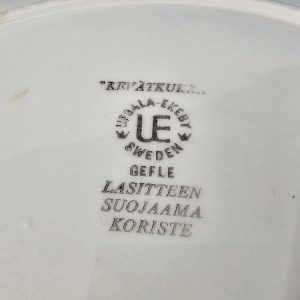 KEVÄTKUKKA
UPSALA-EKEBY
UE
SWEDEN
GEFLE
LASITTEEN
SUOJAAMA
KORISTE